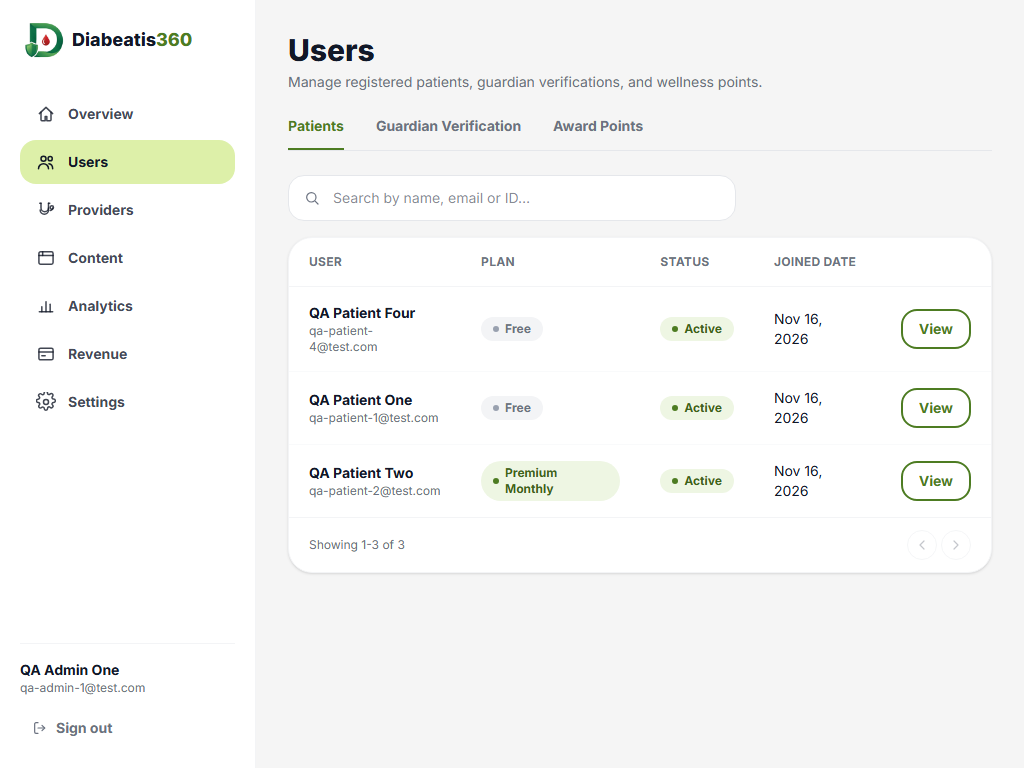 Diabeatis360
Overview
Users
Providers
Content
Analytics
Revenue
Settings
QA Admin One
qa-admin-1@test.com
Sign out
Users
Manage registered patients, guardian verifications, and wellness points.
Patients Guardian Verification Award Points
Search by name, email or ID...
USER PLAN STATUS JOINED DATE
QA Patient Four
qa-patient-
4@test.com
Free
Active
Nov 16,
2026
View
QA Patient One
qa-patient-1@test.com
Free
Active
Nov 16,
2026
View
QA Patient Two
qa-patient-2@test.com
Premium
Monthly
Active
Nov 16,
2026
View
Showing 1-3 of 3